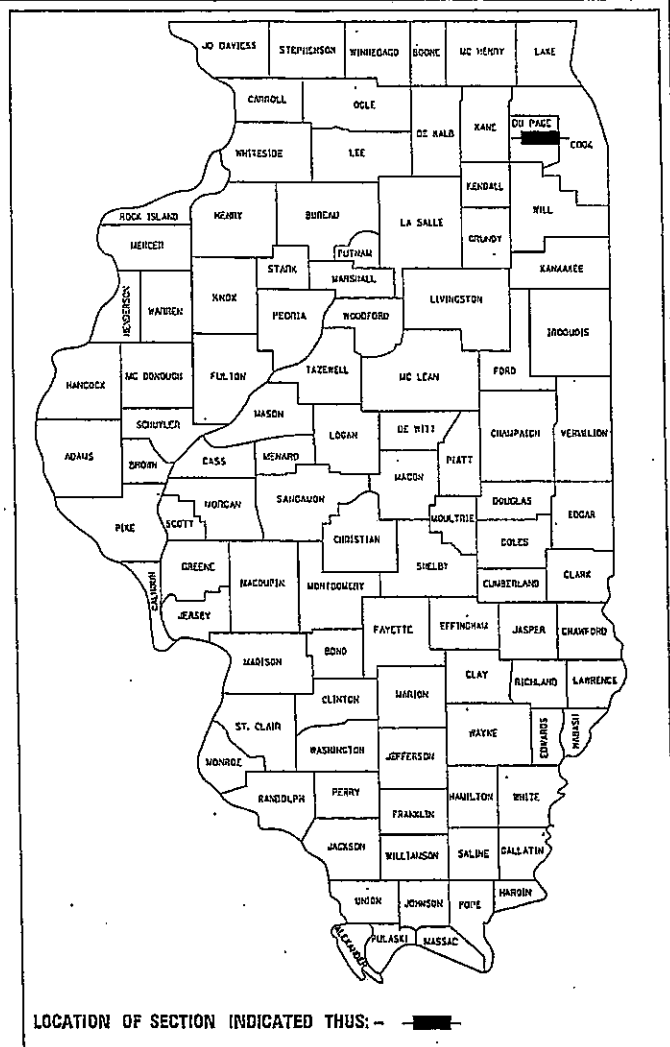 JO DAVIESS STEPHENSON WINNEBAGO BOONE MC HENRY LAKE
CARROLL OGLE DE KALB KANE DU PAGE COOK
WHITESIDE LEE
KENDALL WILL
ROCK ISLAND HENRY BUREAU LA SALLE GRUNDY
MERCER PUTNAM
STARK MARSHALL KANKAKEE
HENDERSON WARREN KNOX PEORIA WOODFORD LIVINGSTON IROQUOIS
HANCOCK MC DONOUGH FULTON TAZEWELL MC LEAN FORD
SCHUYLER MASON LOGAN DE WITT CHAMPAIGN VERMILION
ADAMS BROWN CASS MENARD MACON PIATT
PIKE SCOTT MORGAN SANGAMON MOULTRIE DOUGLAS EDGAR
CHRISTIAN COLES
GREENE MACOUPIN MONTGOMERY SHELBY CUMBERLAND CLARK
CALHOUN JERSEY FAYETTE EFFINGHAM JASPER CRAWFORD
MADISON BOND
CLAY RICHLAND LAWRENCE
CLINTON MARION
ST. CLAIR WAYNE EDWARDS WABASH
WASHINGTON JEFFERSON
MONROE
RANDOLPH PERRY HAMILTON WHITE
FRANKLIN
JACKSON WILLIAMSON SALINE GALLATIN
UNION JOHNSON POPE HARDIN
ALEXANDER PULASKI MASSAC
LOCATION OF SECTION INDICATED THUS: -